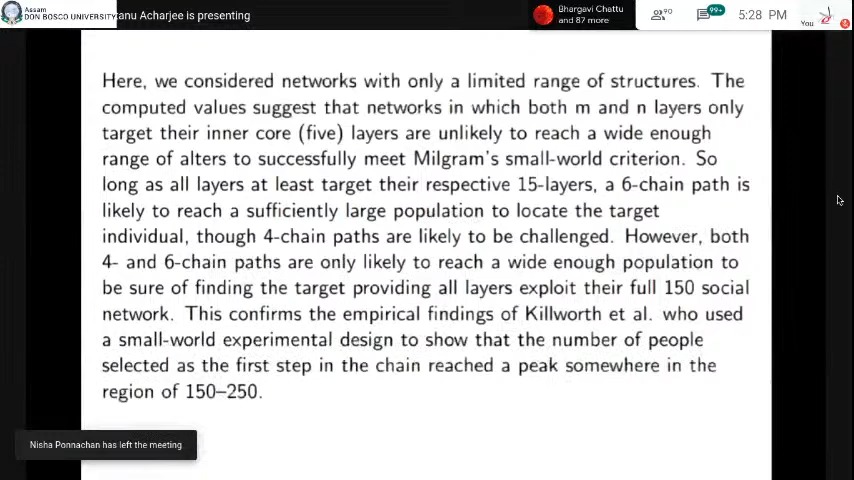 Assam
DON BOSCO UNIVERSITY
tanu Acharjee is presenting
Bhargavi Chattu
and 87 more
90
99+
5:28 PM
You
Here, we considered networks with only a limited range of structures. The
computed values suggest that networks in which both m and n layers only
target their inner core (five) layers are unlikely to reach a wide enough
range of alters to successfully meet Milgram's small-world criterion. So
long as all layers at least target their respective 15-layers, a 6-chain path is
likely to reach a sufficiently large population to locate the target
individual, though 4-chain paths are likely to be challenged. However, both
4- and 6-chain paths are only likely to reach a wide enough population to
be sure of finding the target providing all layers exploit their full 150 social
network. This confirms the empirical findings of Killworth et al. who used
a small-world experimental design to show that the number of people
selected as the first step in the chain reached a peak somewhere in the
region of 150–250.
Nisha Ponnachan has left the meeting